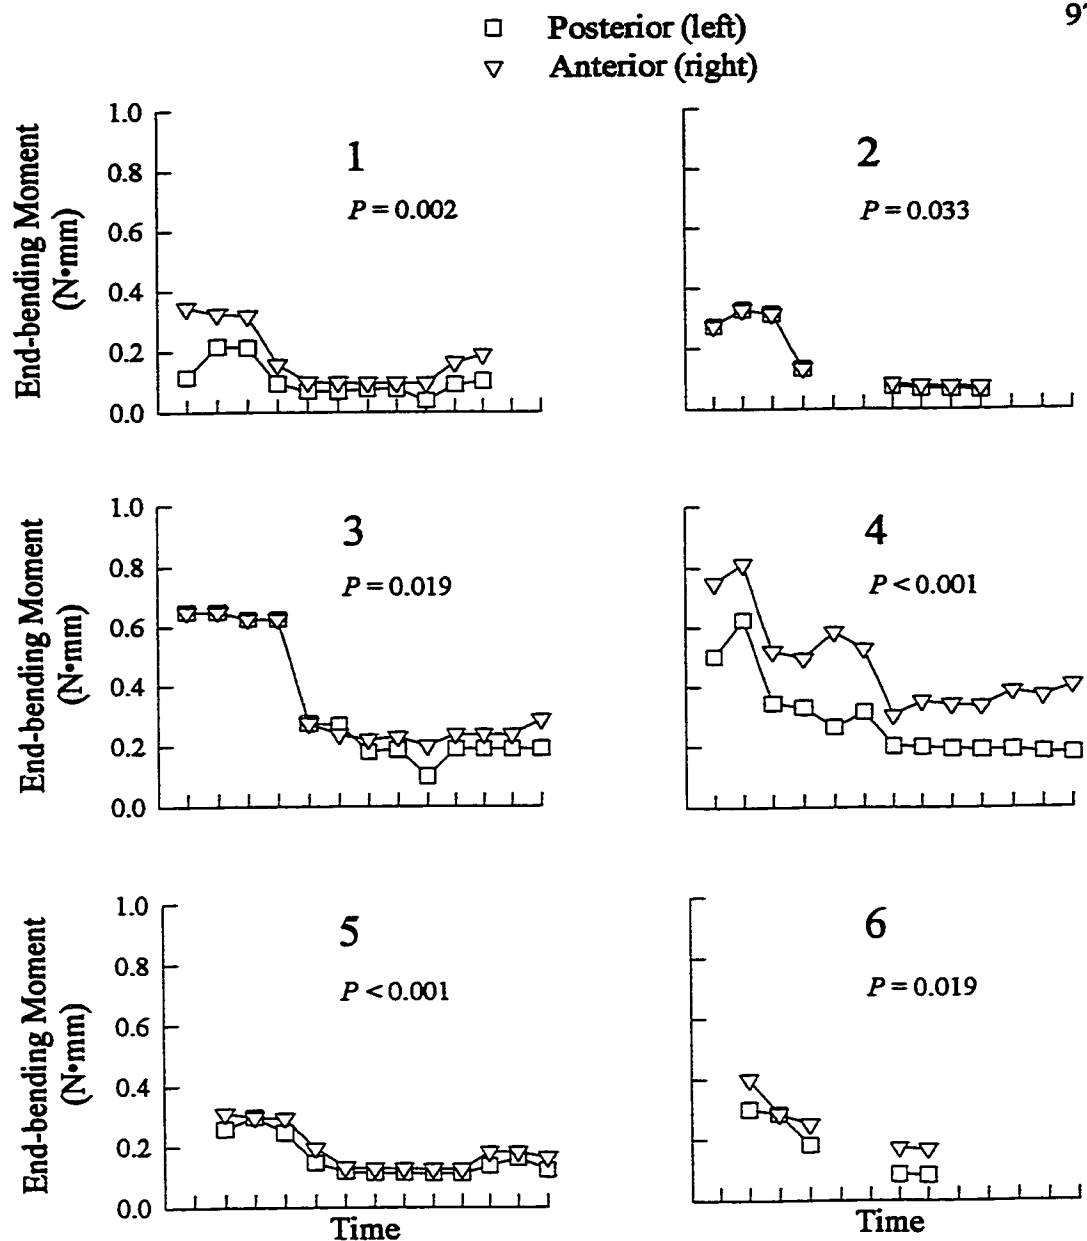 9
Posterior (left)
Anterior (right)
End-bending Moment
(N•mm)
1.0
0.8
0.6
0.4
0.2
0.0
1
P = 0.002
2
P = 0.033
End-bending Moment
(N•mm)
1.0
0.8
0.6
0.4
0.2
0.0
3
P = 0.019
4
P < 0.001
End-bending Moment
(N•mm)
1.0
0.8
0.6
0.4
0.2
0.0
5
P < 0.001
6
P = 0.019
Time
Time